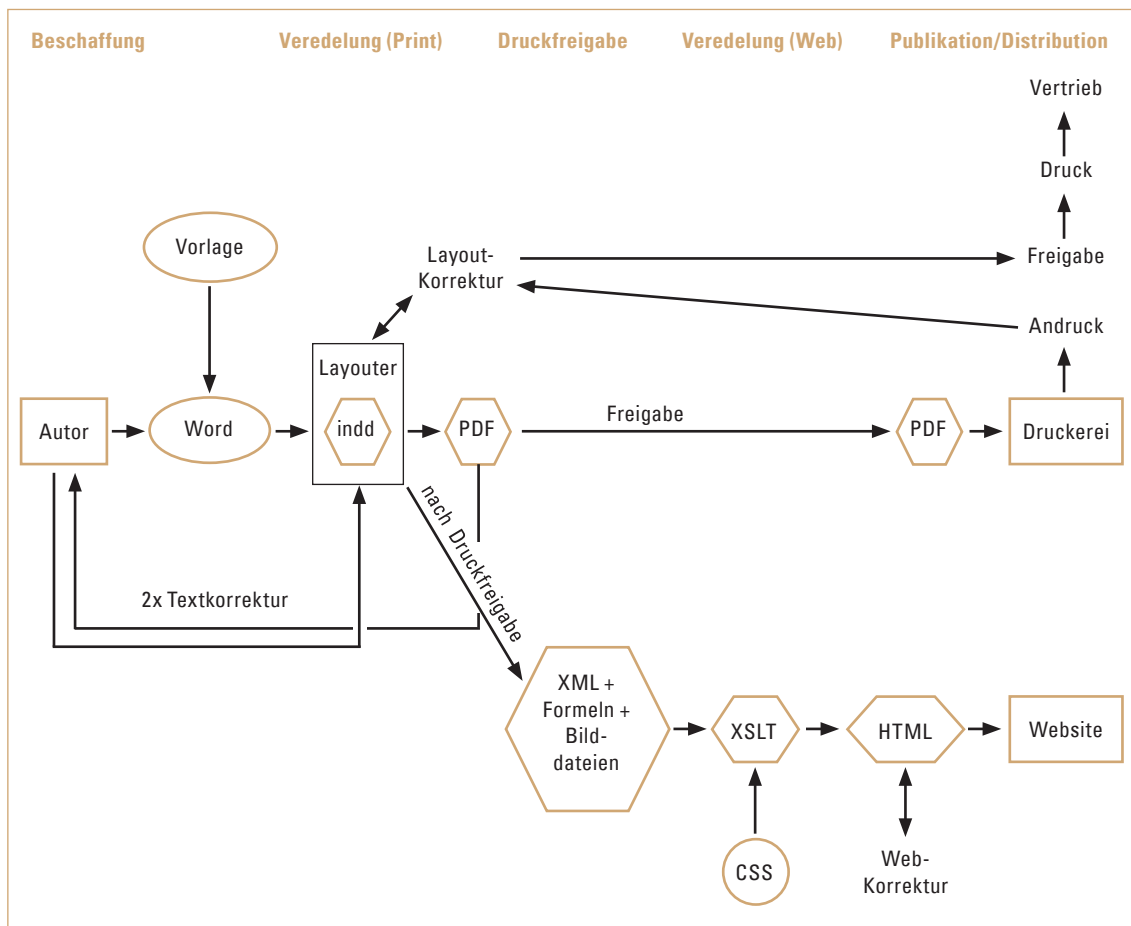 Beschaffung
Veredelung (Print)
Druckfreigabe
Veredelung (Web)
Publikation/Distribution
Vertrieb
Druck
Vorlage
Layout-
Korrektur
Freigabe
Andruck
Layouter
Autor
Word
indd
PDF
Freigabe
PDF
Druckerei
nach Druckfreigabe
2x Textkorrektur
XML +
Formeln +
Bild-
dateien
XSLT
HTML
Website
CSS
Web-
Korrektur